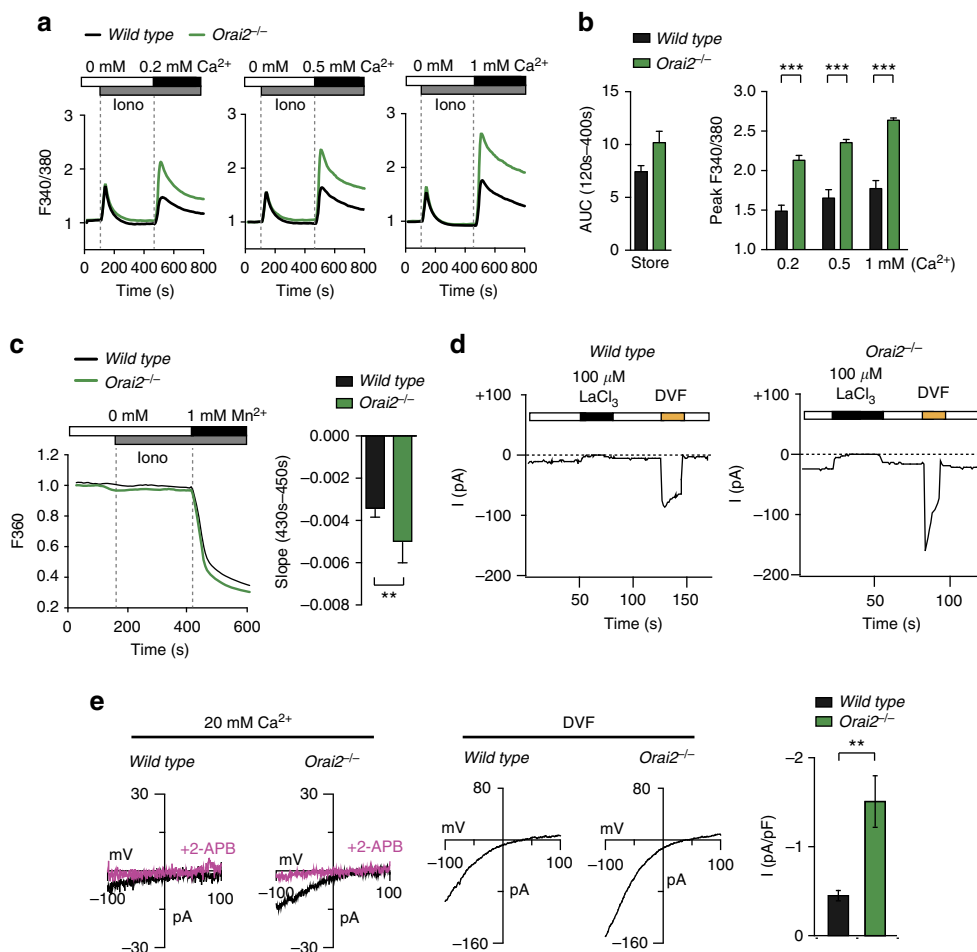 a
Wild type Orai2–/–
0 mM 0.2 mM Ca2+
Iono
0 mM 0.5 mM Ca2+
Iono
0 mM 1 mM Ca2+
Iono
F340/380
3
2
1
0 200 400 600 800
Time (s)
3
2
1
0 200 400 600 800
Time (s)
3
2
1
0 200 400 600 800
Time (s)
b
Wild type
Orai2–/–
AUC (120s–400s)
15
10
5
0
Store
Peak F340/380
3.0
2.5
2.0
1.5
1.0
*** *** ***
0.2 0.5 1 mM (Ca2+)
c
Wild type
Orai2–/–
0 mM 1 mM Mn2+
Iono
F360
1.2
1.0
0.8
0.6
0.4
0.2
0 200 400 600
Time (s)
Wild type
Orai2–/–
Slope (430s–450s)
0.000
–0.002
–0.004
–0.006
–0.008
**
d
Wild type
100 μM
LaCl3
DVF
+100
0
–100
–200
I (pA)
50 100 150
Time (s)
Orai2–/–
100 μM
LaCl3
DVF
+100
0
–100
–200
I (pA)
50 100
Time (s)
e
20 mM Ca2+
Wild type
30
mV
+2-APB
–100
100
pA
–30
Orai2–/–
30
mV
+2-APB
–100
100
pA
–30
DVF
Wild type
80
mV
–100
100
pA
–160
Orai2–/–
80
mV
–100
100
pA
–160
Wild type
Orai2–/–
I (pA/pF)
–2
–1
0
**